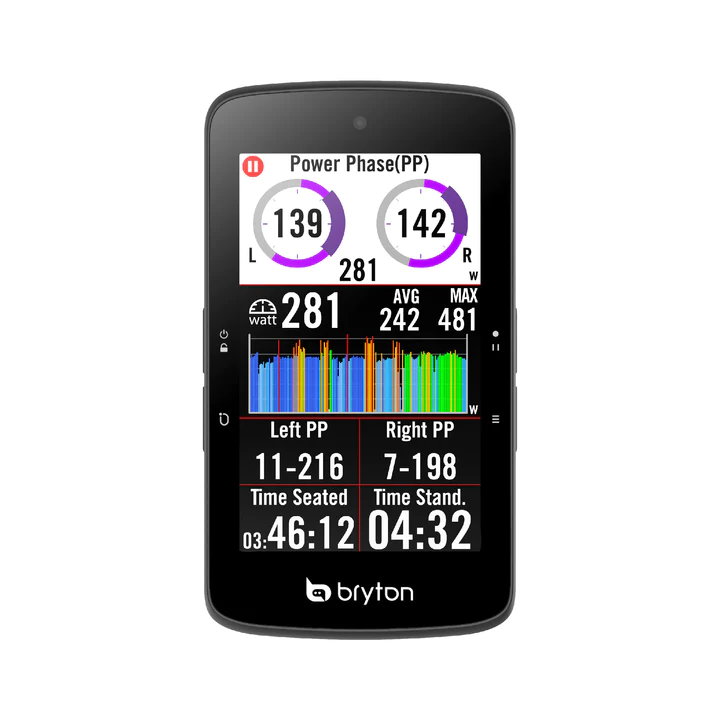 Power Phase(PP)
139
142
L
281
R
w
watt
281
AVG
242
MAX
481
w
Left PP
Right PP
11-216
7-198
Time Seated
Time Stand.
03:46:12
04:32
bryton